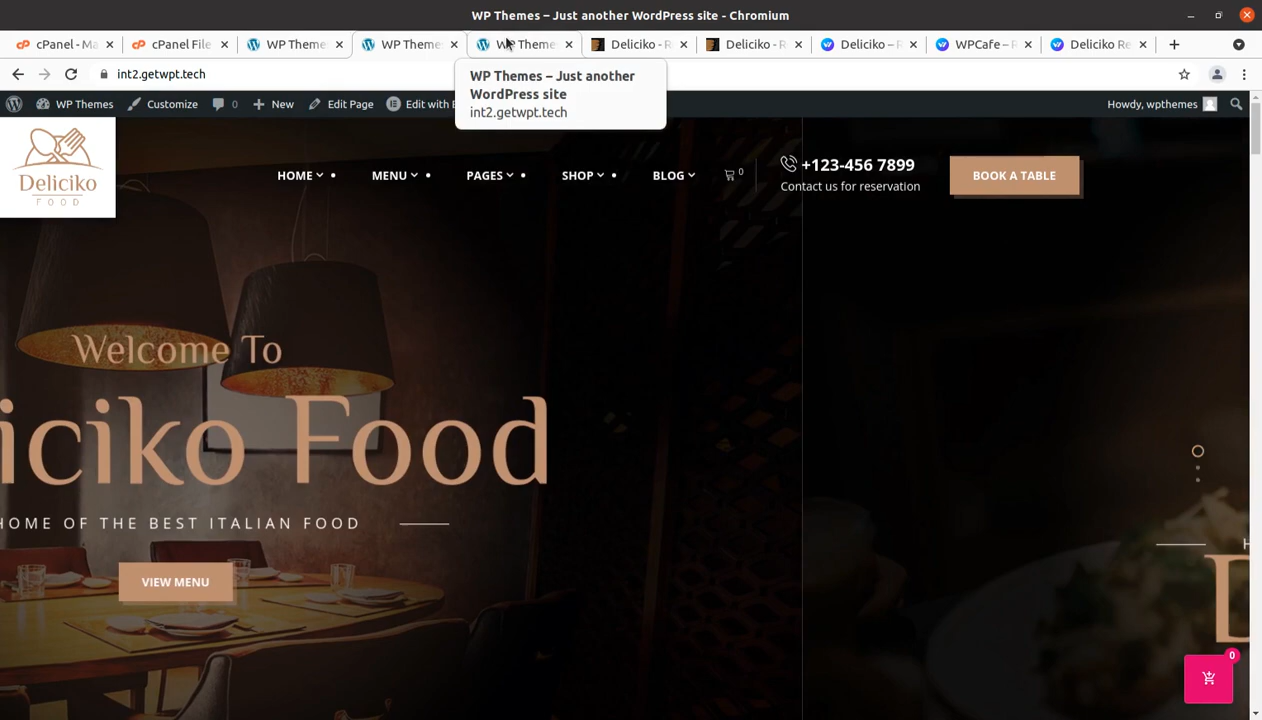 WP Themes – Just another WordPress site - Chromium
cPanel - Ma
cPanel File
WP Theme
WP Theme
WP Theme
Deliciko - R
Deliciko - R
Deliciko – R
WPCafe – R
Deliciko Re
int2.getwpt.tech
WP Themes – Just another
WordPress site
int2.getwpt.tech
WP Themes
Customize
0
New
Edit Page
Edit with E
Howdy, wpthemes
Deliciko
FOOD
HOME
MENU
PAGES
SHOP
BLOG
0
+123-456 7899
Contact us for reservation
BOOK A TABLE
Welcome To
iciko Food
HOME OF THE BEST ITALIAN FOOD
H
D
VIEW MENU
0